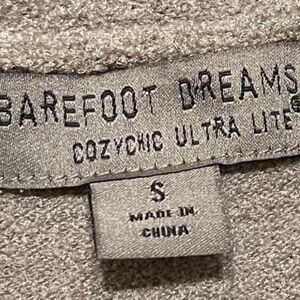 BAREFOOT DREAMS
COZYCHIC ULTRA LITE
S
MADE IN
CHINA